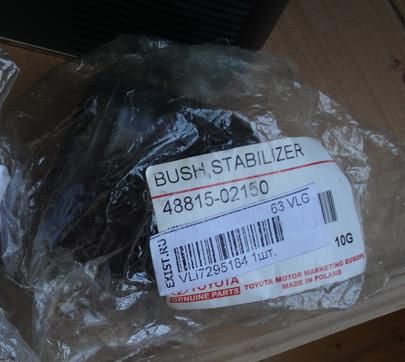 BUSH, STABILIZER
48815-02150
63 VLG
EXIST.RU
VLI7295184 1шт.
10G
TOYOTA
GENUINE PARTS
TOYOTA MOTOR MARKETING EUROPE
MADE IN POLAND